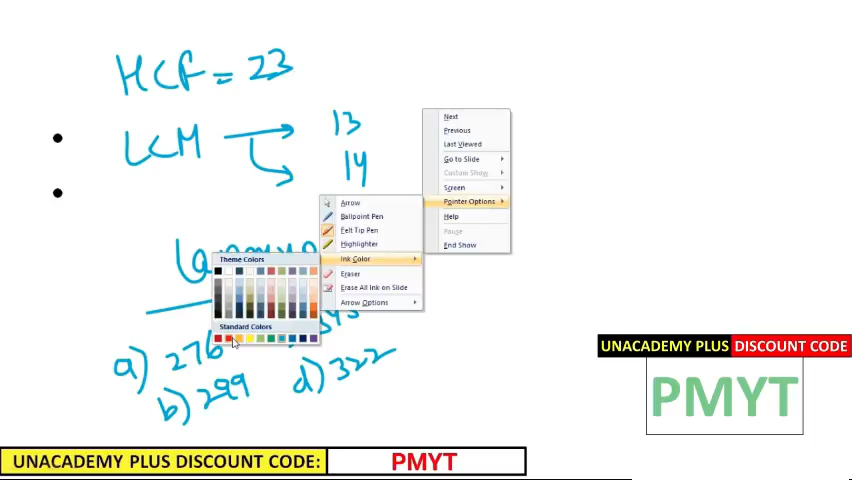 HCF = 23
LCM → 13
14
a) 276
b) 299
d) 322
Next
Previous
Last Viewed
Go to Slide
Custom Show
Screen
Pointer Options
Help
Pause
End Show
Arrow
Ballpoint Pen
Felt Tip Pen
Highlighter
Ink Color
Eraser
Erase All Ink on Slide
Arrow Options
Theme Colors
Standard Colors
UNACADEMY PLUS DISCOUNT CODE
PMYT
UNACADEMY PLUS DISCOUNT CODE: PMYT